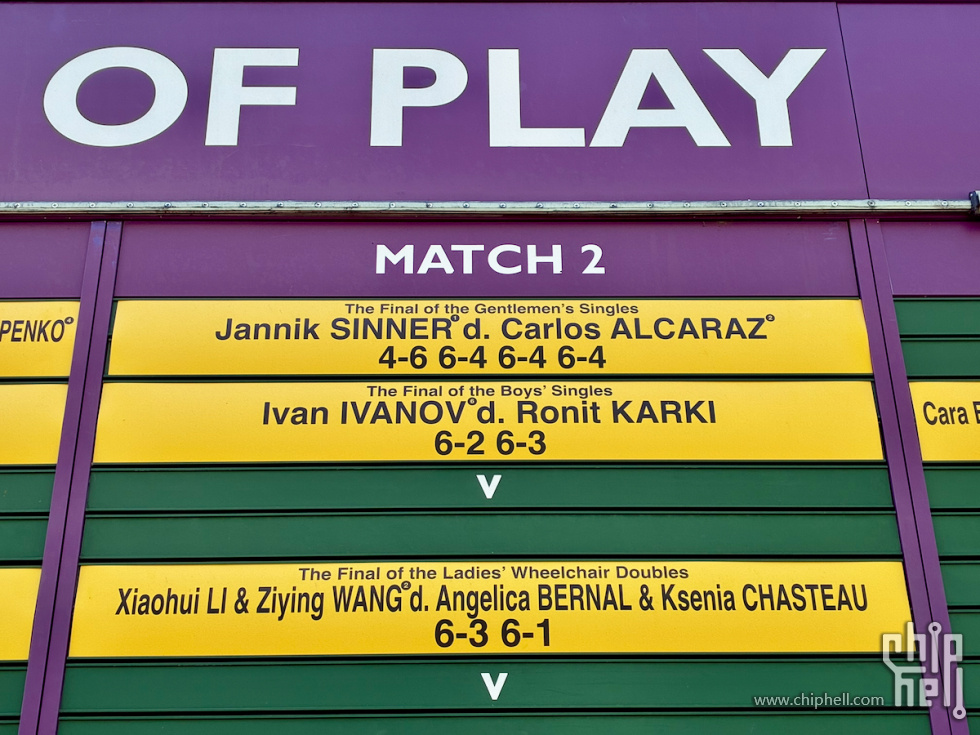 OF PLAY
MATCH 2
The Final of the Gentlemen's Singles
PENKO
Jannik SINNER① d. Carlos ALCARAZ②
4-6 6-4 6-4 6-4
The Final of the Boys' Singles
Ivan IVANOV d. Ronit KARKI
Cara
6-2 6-3
V
The Final of the Ladies' Wheelchair Doubles
Xiaohui LI & Ziying WANG② d. Angelica BERNAL & Ksenia CHASTEAU
6-3 6-1
V
www.chiphell.com
chip
hell